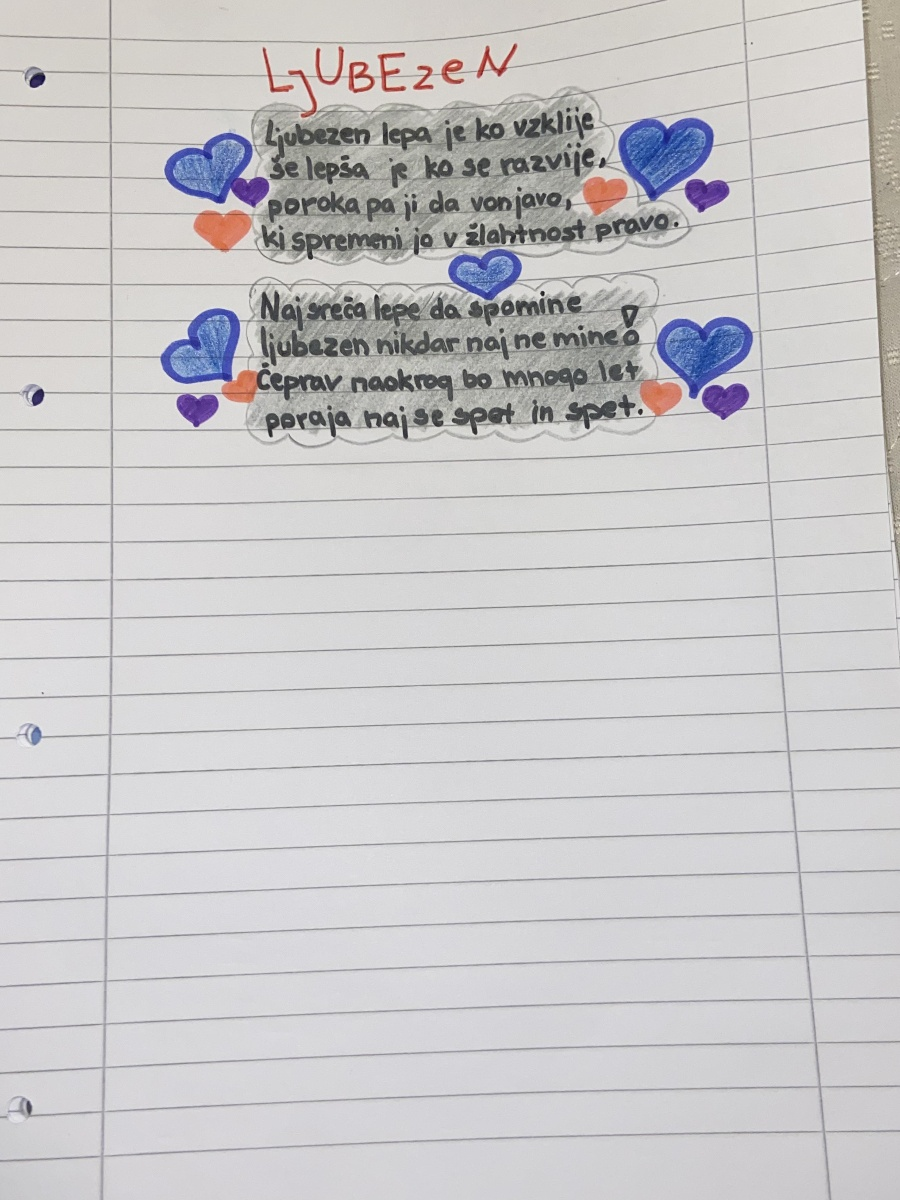 LjUBEzeN
Ljubezen lepa je ko vzklije
še lepša je ko se razvije,
poroka pa ji da vonjavo,
ki spremeni jo v žlahtnost pravo.
Naj sreča lepe da spomine
ljubezen nikdar naj ne mine!
Čeprav naokrog bo mnogo let
poraja naj se spet in spet.